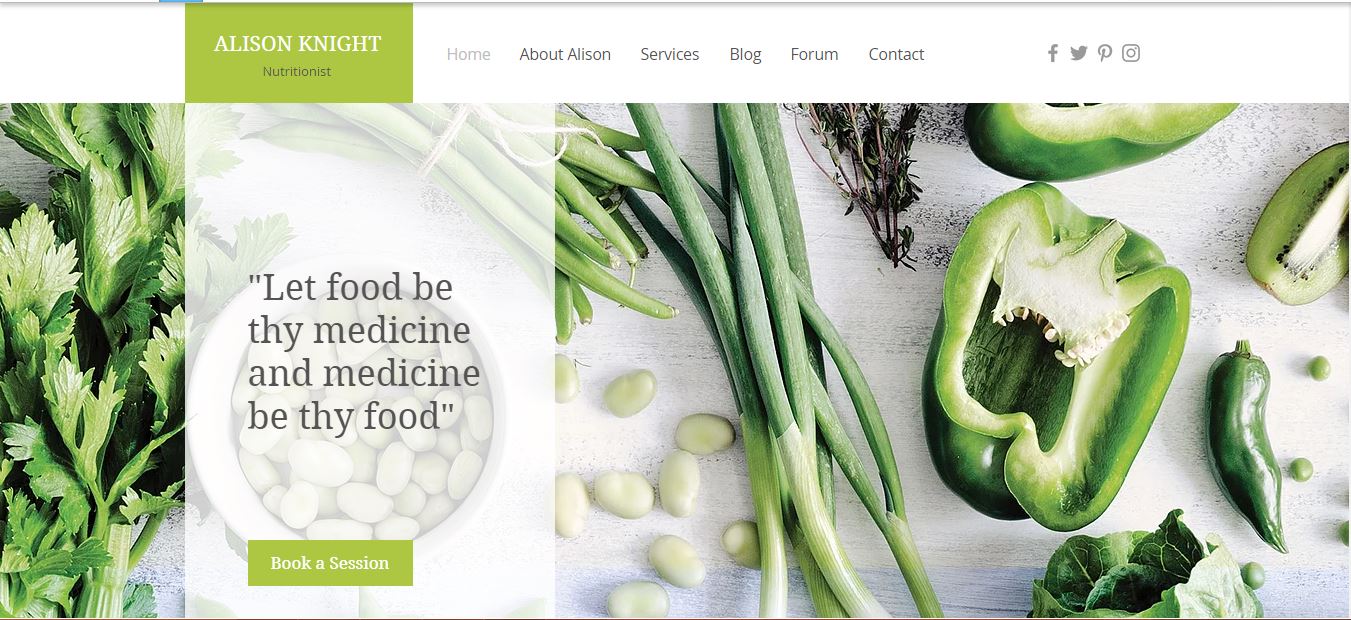 ALISON KNIGHT
Nutritionist
Home About Alison Services Blog Forum Contact
"Let food be
thy medicine
and medicine
be thy food"
Book a Session